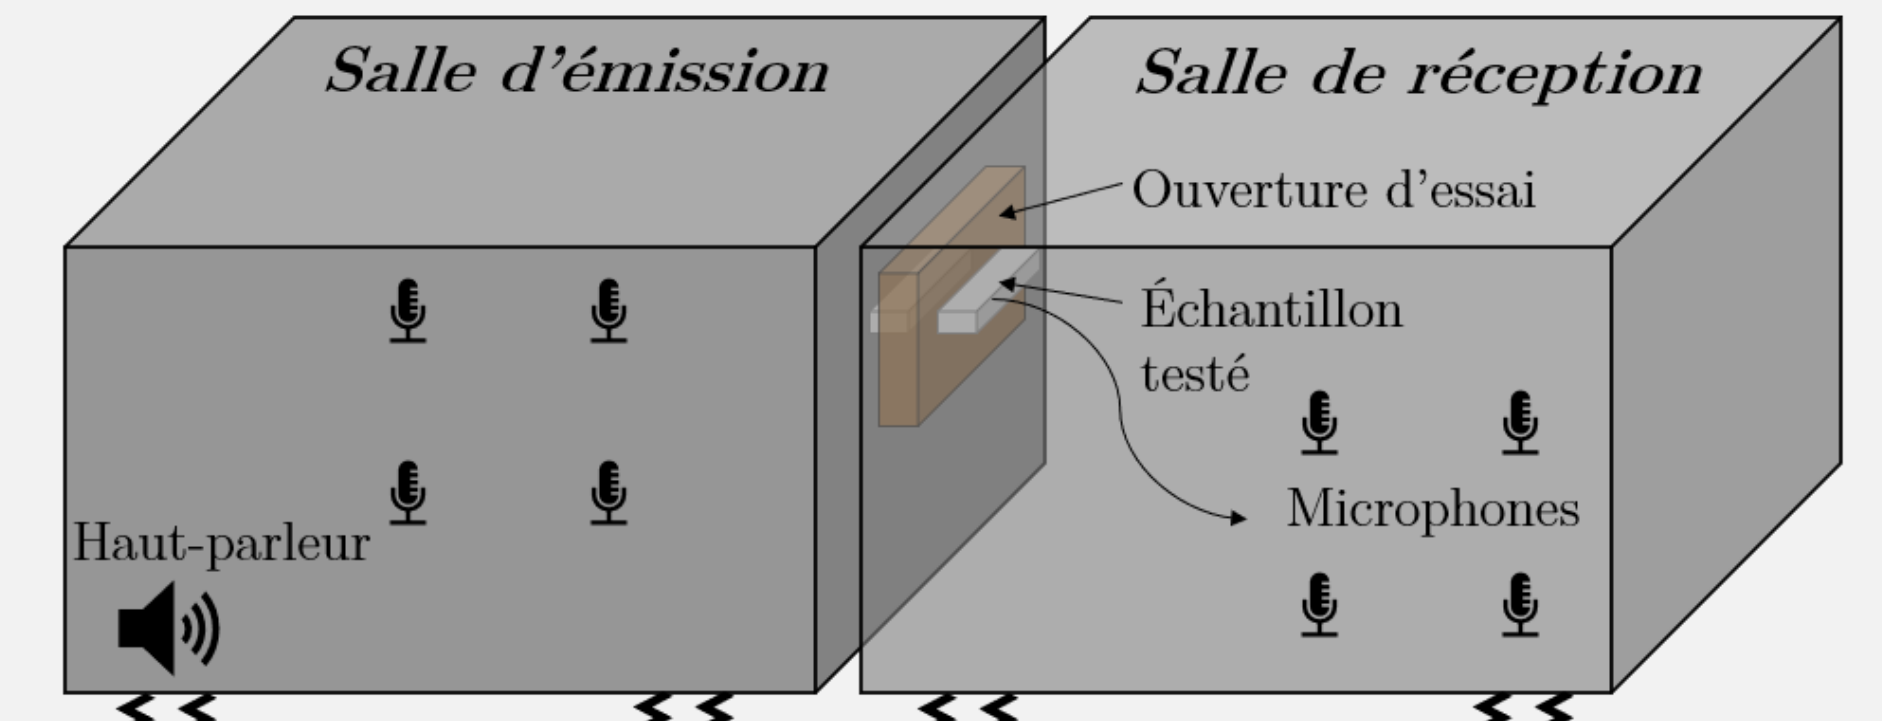 Salle d'émission
Salle de réception
Ouverture d'essai
Échantillon
testé
Microphones
Haut-parleur